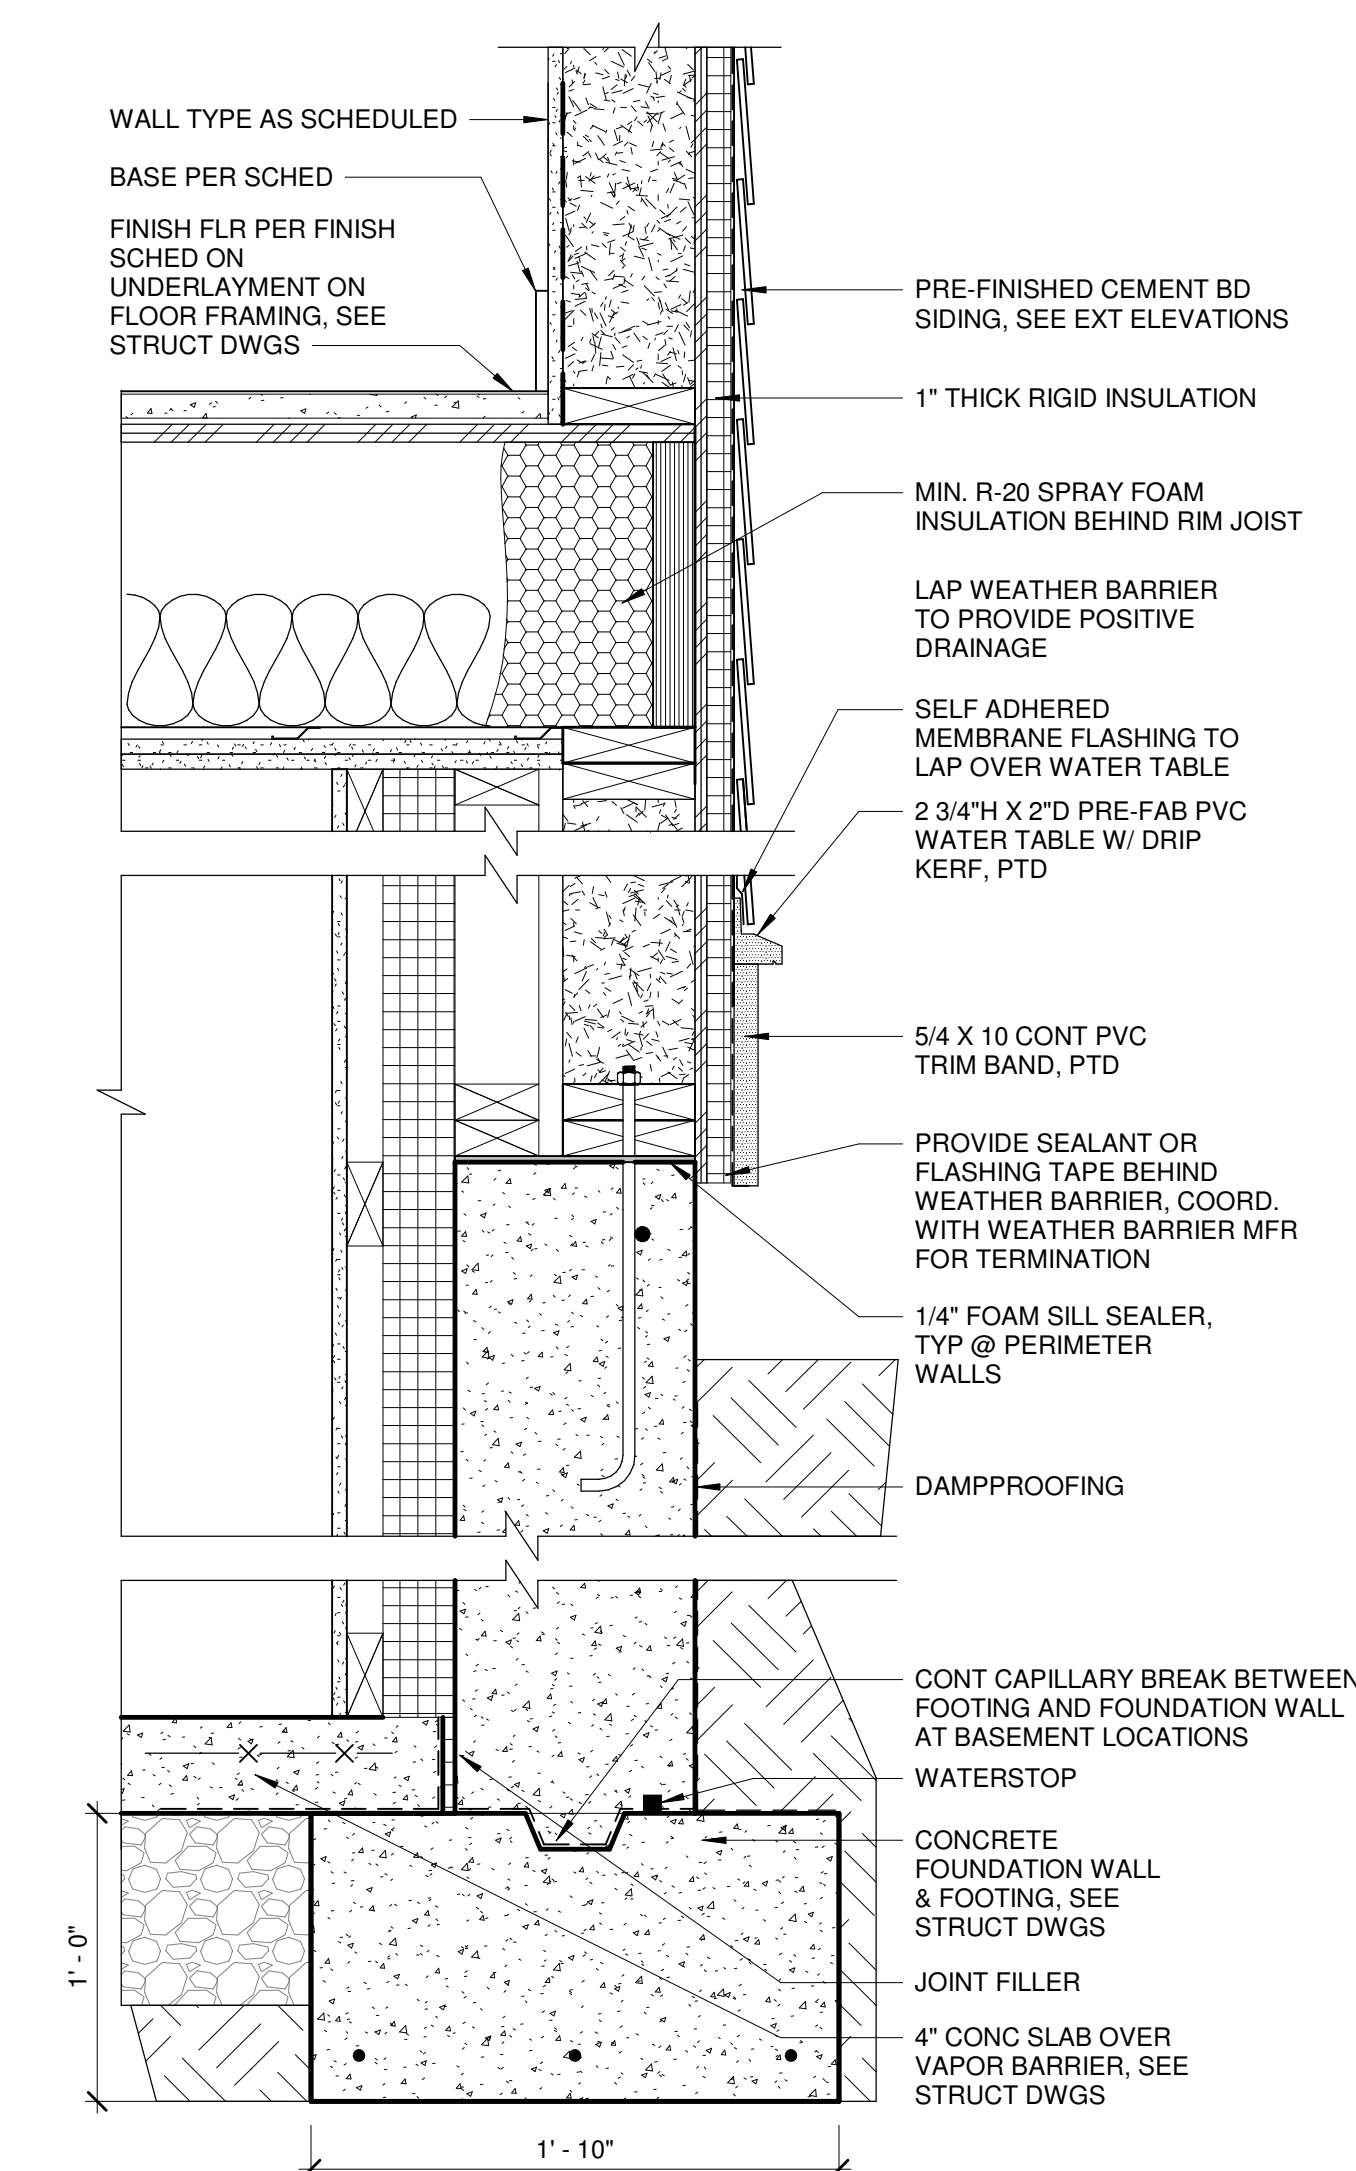 WALL TYPE AS SCHEDULED
BASE PER SCHED
FINISH FLR PER FINISH
SCHED ON
UNDERLAYMENT ON
FLOOR FRAMING, SEE
STRUCT DWGS
PRE-FINISHED CEMENT BD
SIDING, SEE EXT ELEVATIONS
1" THICK RIGID INSULATION
MIN. R-20 SPRAY FOAM
INSULATION BEHIND RIM JOIST
LAP WEATHER BARRIER
TO PROVIDE POSITIVE
DRAINAGE
SELF ADHERED
MEMBRANE FLASHING TO
LAP OVER WATER TABLE
2 3/4"H X 2"D PRE-FAB PVC
WATER TABLE W/ DRIP
KERF, PTD
5/4 X 10 CONT PVC
TRIM BAND, PTD
PROVIDE SEALANT OR
FLASHING TAPE BEHIND
WEATHER BARRIER, COORD.
WITH WEATHER BARRIER MFR
FOR TERMINATION
1/4" FOAM SILL SEALER,
TYP @ PERIMETER
WALLS
DAMPPROOFING
CONT CAPILLARY BREAK BETWEEN
FOOTING AND FOUNDATION WALL
AT BASEMENT LOCATIONS
WATERSTOP
CONCRETE
FOUNDATION WALL
& FOOTING, SEE
STRUCT DWGS
JOINT FILLER
4" CONC SLAB OVER
VAPOR BARRIER, SEE
STRUCT DWGS
1' - 0"
1' - 10"